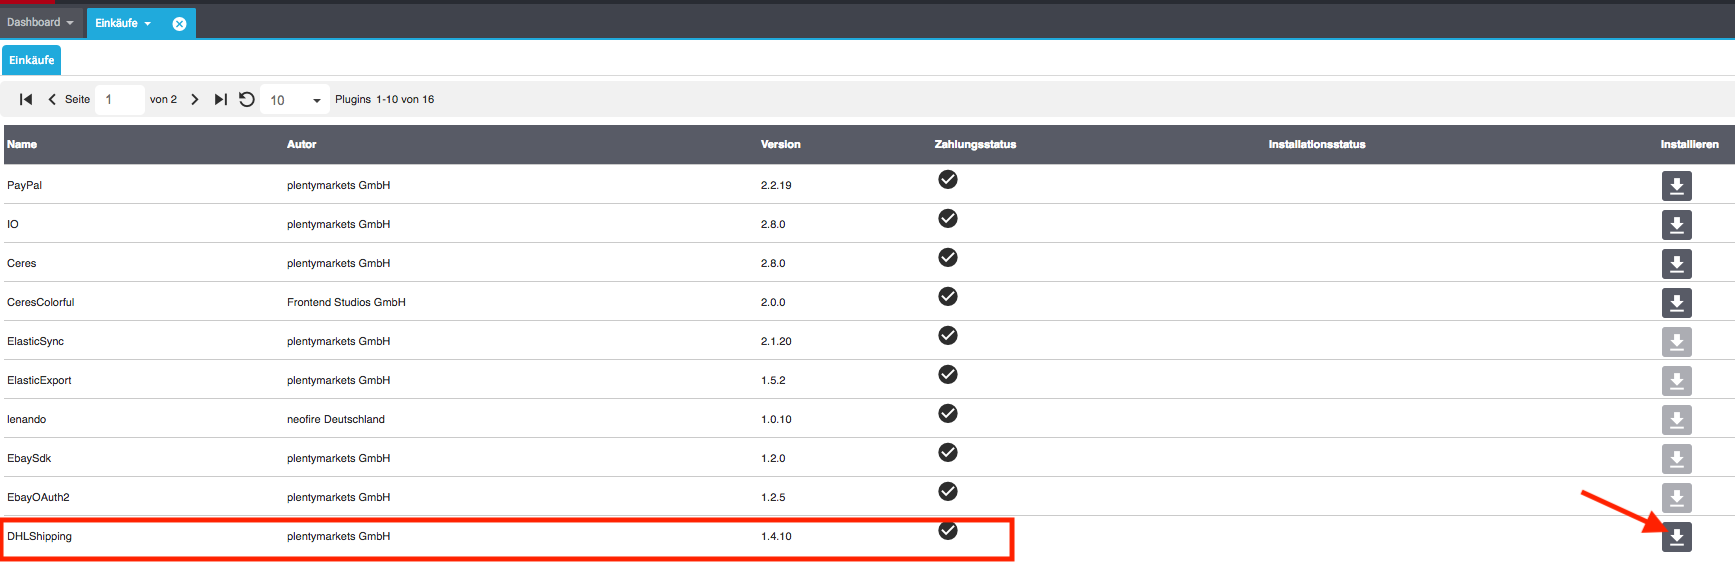 Dashboard Einkäufe
Einkäufe
Seite 1 von 2 10 Plugins 1-10 von 16
Name Autor Version Zahlungsstatus Installationsstatus Installieren
PayPal plentymarkets GmbH 2.2.19
IO plentymarkets GmbH 2.8.0
Ceres plentymarkets GmbH 2.8.0
CeresColorful Frontend Studios GmbH 2.0.0
ElasticSync plentymarkets GmbH 2.1.20
ElasticExport plentymarkets GmbH 1.5.2
lenando neofire Deutschland 1.0.10
EbaySdk plentymarkets GmbH 1.2.0
EbayOAuth2 plentymarkets GmbH 1.2.5
DHLShipping plentymarkets GmbH 1.4.10